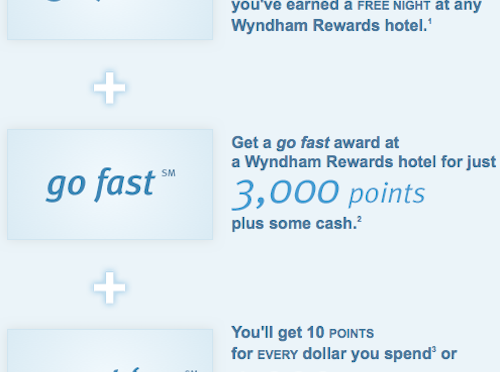 you've earned a FREE NIGHT at any
Wyndham Rewards hotel.¹
go fast ℠
Get a go fast award at
a Wyndham Rewards hotel for just
3,000 points
plus some cash.²
You'll get 10 POINTS
for EVERY dollar you spend³ or